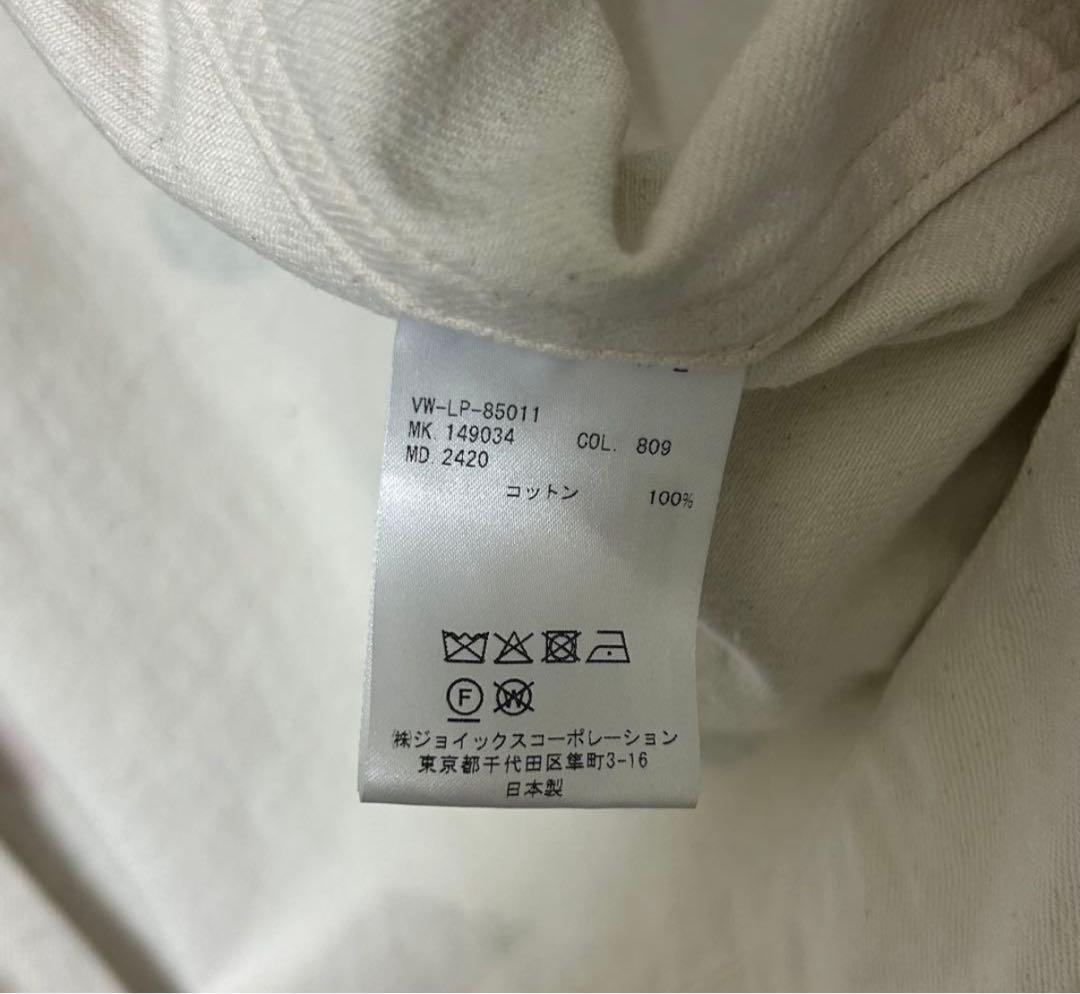 VW-LP-85011
MK. 149034 COL. 809
MD. 2420
コットン 100%
F W
㈱ジョイックスコーポレーション
東京都千代田区隼町3-16
日本製